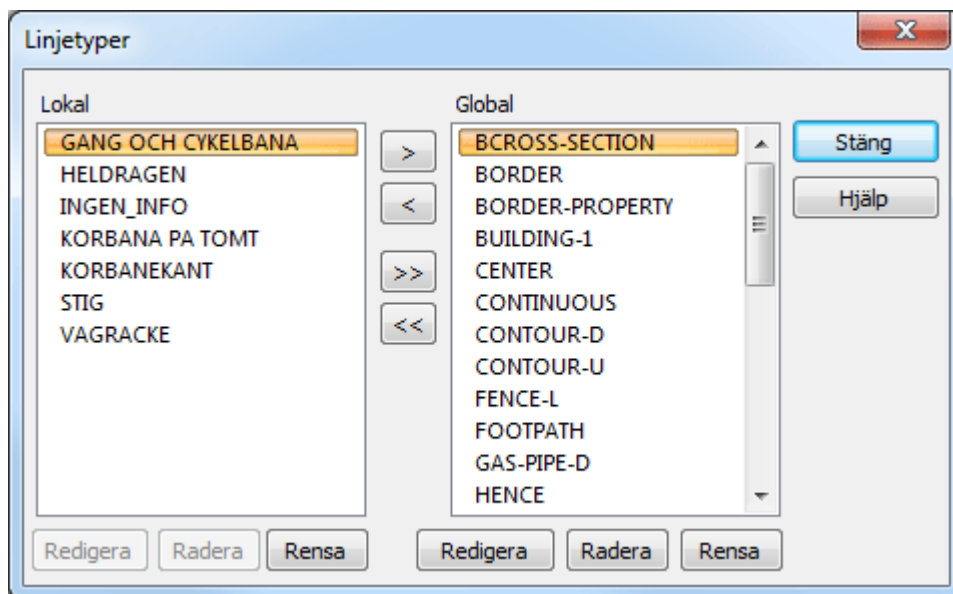 Linjetyper
Lokal
GANG OCH CYKELBANA
HELDRAGEN
INGEN_INFO
KORBANA PA TOMT
KORBANEKANT
STIG
VAGRACKE
Redigera
Radera
Rensa
>
<
>>
<<
Global
BCROSS-SECTION
BORDER
BORDER-PROPERTY
BUILDING-1
CENTER
CONTINUOUS
CONTOUR-D
CONTOUR-U
FENCE-L
FOOTPATH
GAS-PIPE-D
HENCE
Redigera
Radera
Rensa
Stäng
Hjälp